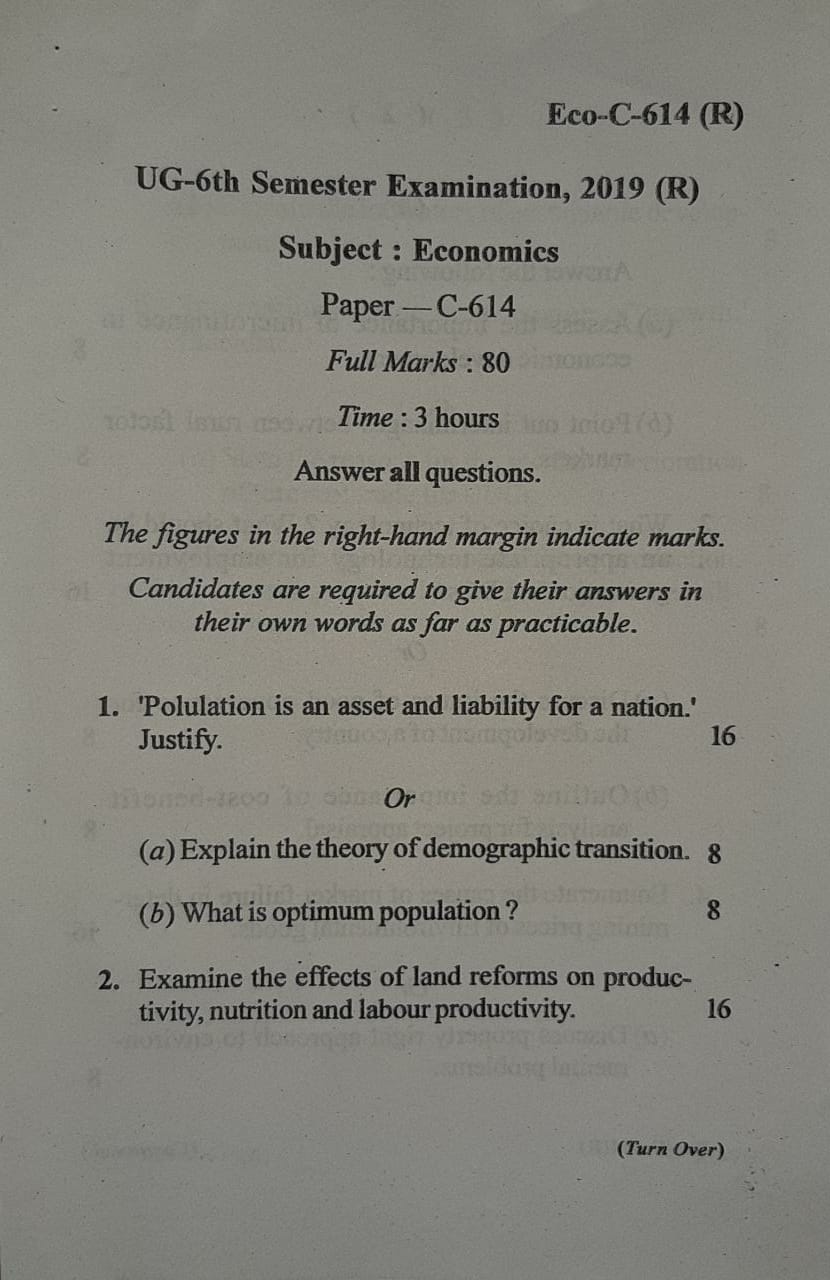 Eco-C-614 (R)
UG-6th Semester Examination, 2019 (R)
Subject : Economics
Paper — C-614
Full Marks : 80
Time : 3 hours
Answer all questions.
The figures in the right-hand margin indicate marks.
Candidates are required to give their answers in
their own words as far as practicable.
1. 'Polulation is an asset and liability for a nation.'
Justify. 16
Or
(a) Explain the theory of demographic transition. 8
(b) What is optimum population ? 8
2. Examine the effects of land reforms on produc-
tivity, nutrition and labour productivity. 16
(Turn Over)